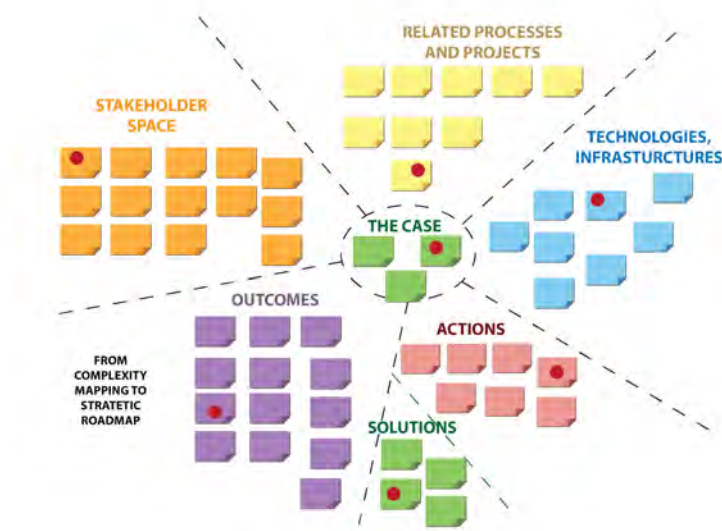 RELATED PROCESSES
AND PROJECTS
STAKEHOLDER
SPACE
TECHNOLOGIES,
INFRASTURCTURES
THE CASE
OUTCOMES
ACTIONS
FROM
COMPLEXITY
MAPPING TO
STRATETIC
ROADMAP
SOLUTIONS